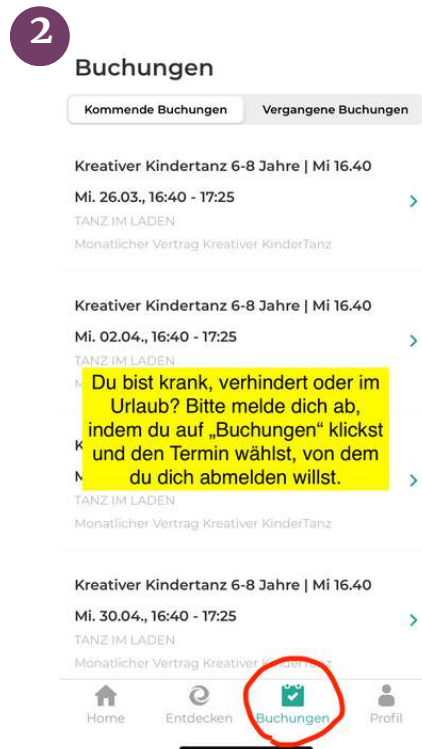 2
Buchungen
Kommende Buchungen Vergangene Buchungen
Kreativer Kindertanz 6-8 Jahre | Mi 16.40
Mi. 26.03., 16:40 - 17:25
TANZ IM LADEN
Monatlicher Vertrag Kreativer KinderTanz
Kreativer Kindertanz 6-8 Jahre | Mi 16.40
Mi. 02.04., 16:40 - 17:25
TANZ IM LADEN
Du bist krank, verhindert oder im
Urlaub? Bitte melde dich ab,
indem du auf „Buchungen“ klickst
und den Termin wählst, von dem
du dich abmelden willst.
TANZ IM LADEN
Monatlicher Vertrag Kreativer KinderTanz
Kreativer Kindertanz 6-8 Jahre | Mi 16.40
Mi. 30.04., 16:40 - 17:25
TANZ IM LADEN
Monatlicher Vertrag Kreativer KinderTanz
Home Entdecken Buchungen Profil